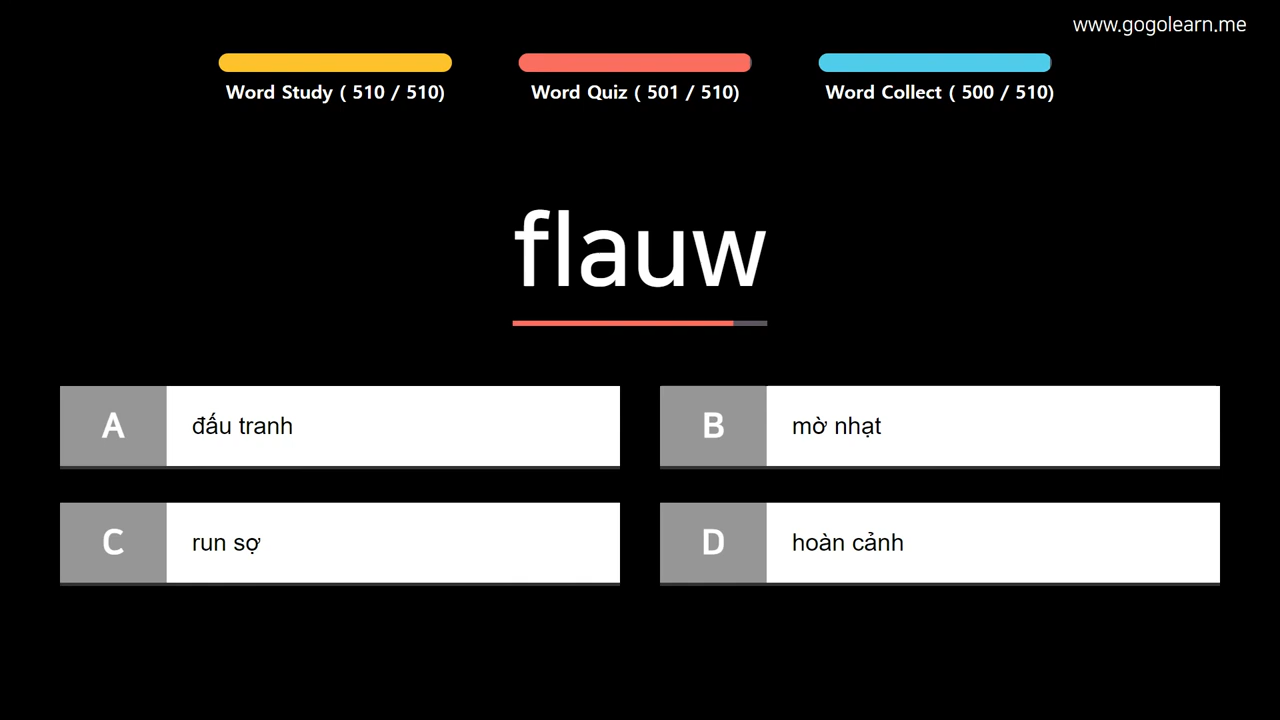 www.gogolearn.me
Word Study ( 510 / 510)
Word Quiz ( 501 / 510)
Word Collect ( 500 / 510)
flauw
A đấu tranh
B mờ nhạt
C run sợ
D hoàn cảnh